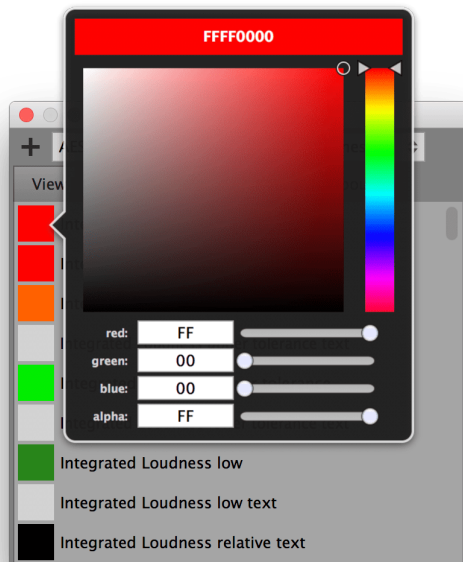 FFFF0000
View
red: FF
green: 00
blue: 00
alpha: FF
Integrated Loudness low
Integrated Loudness low text
Integrated Loudness relative text